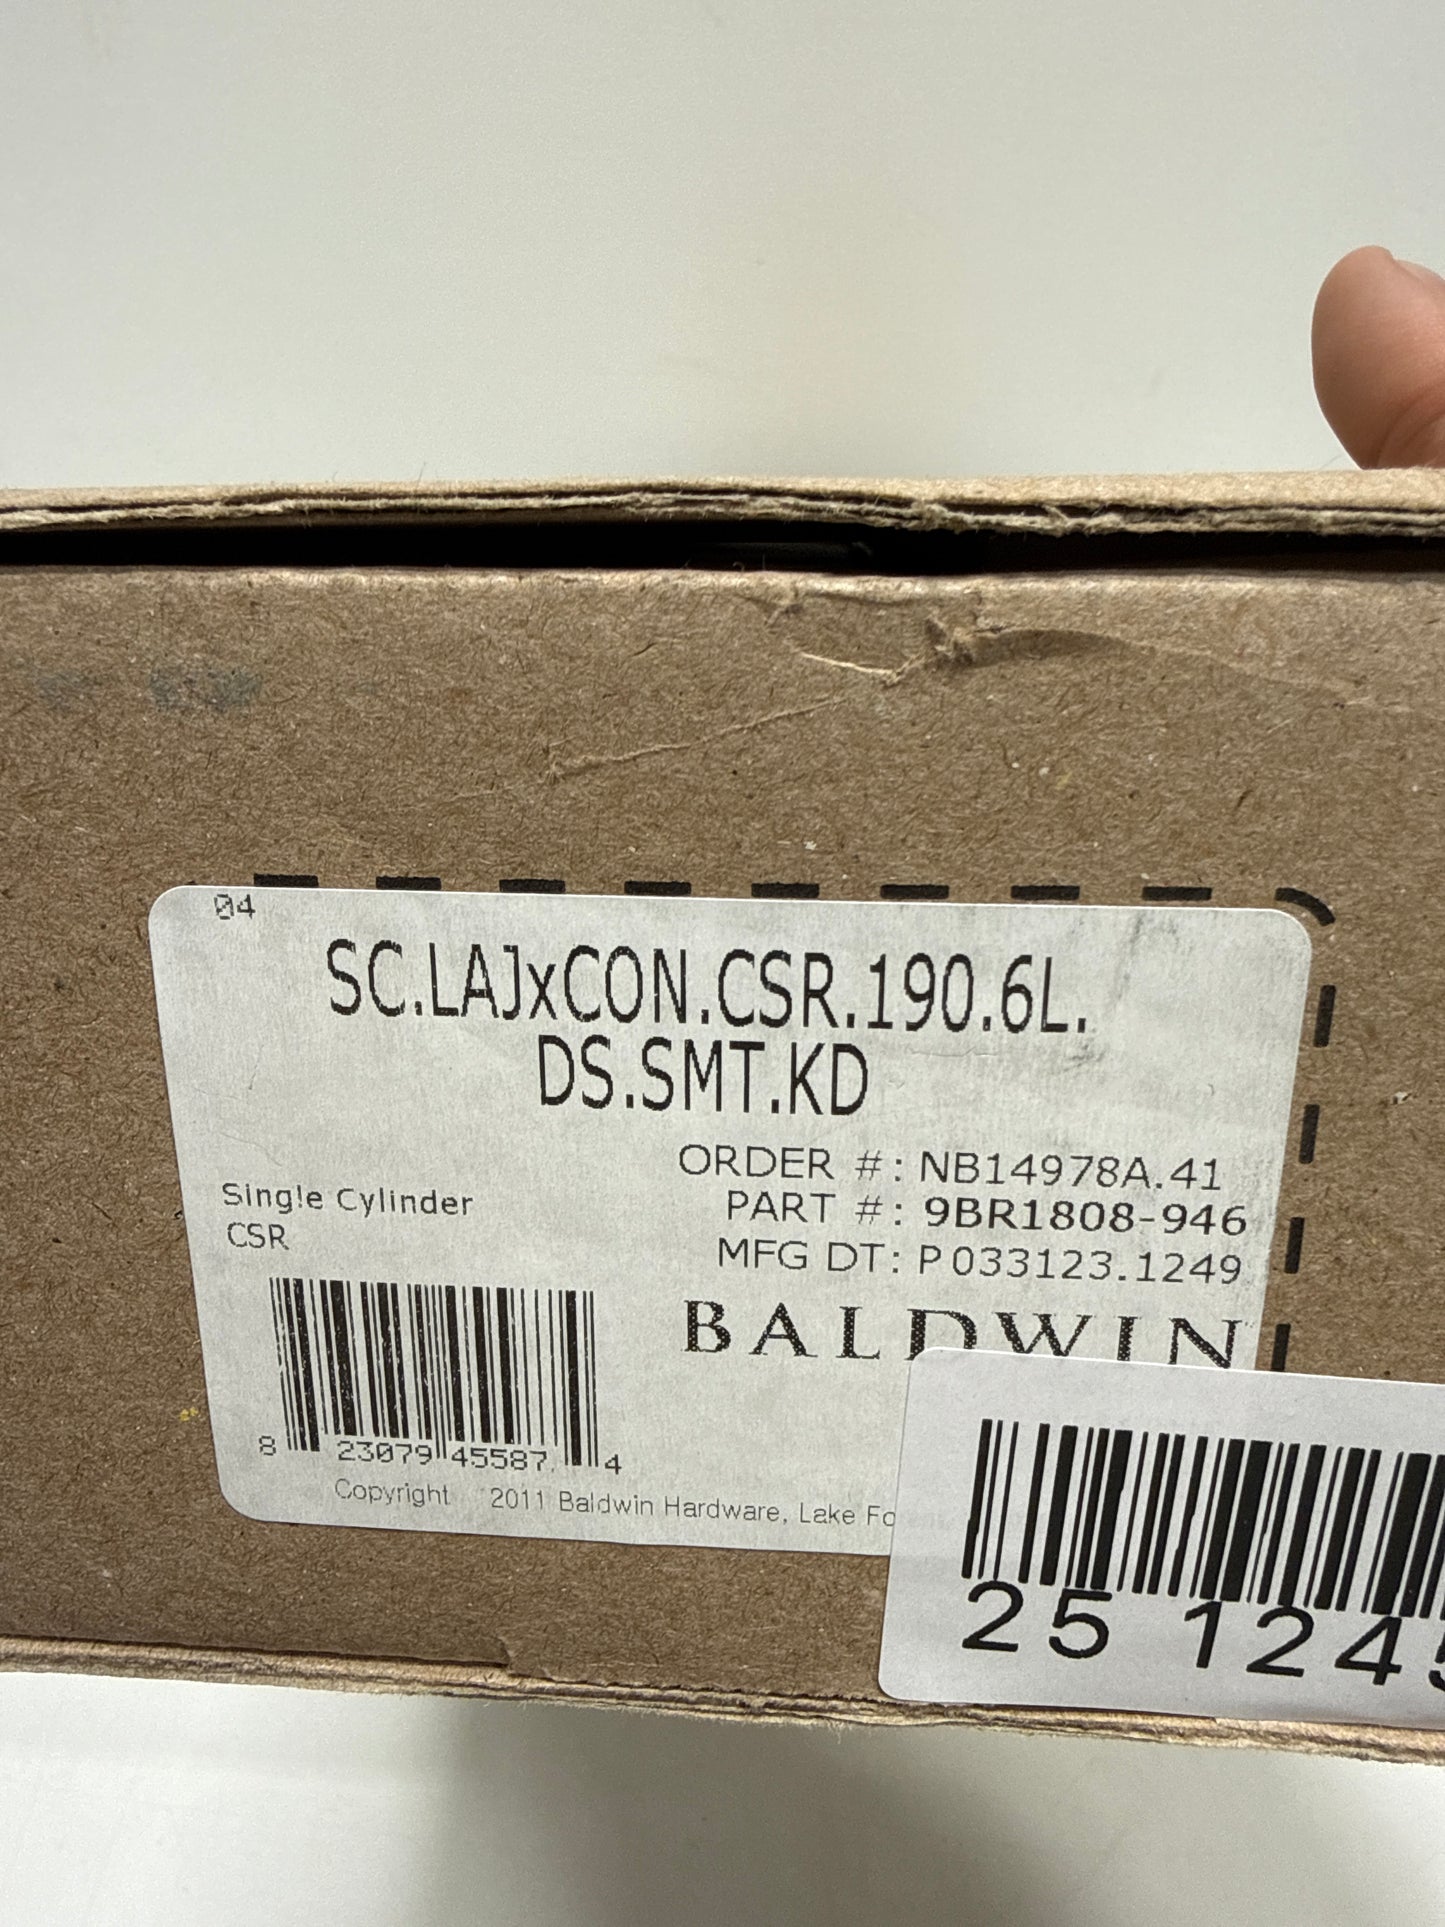 04
SC.LAJxCON.CSR.190.6L.
DS.SMT.KD
ORDER #: NB14978A.41
PART #: 9BR1808-946
MFG DT: P033123.1249
Single Cylinder
CSR
BALDWIN
8 23079 45587 4
Copyright 2011 Baldwin Hardware, Lake Fo
25 1245